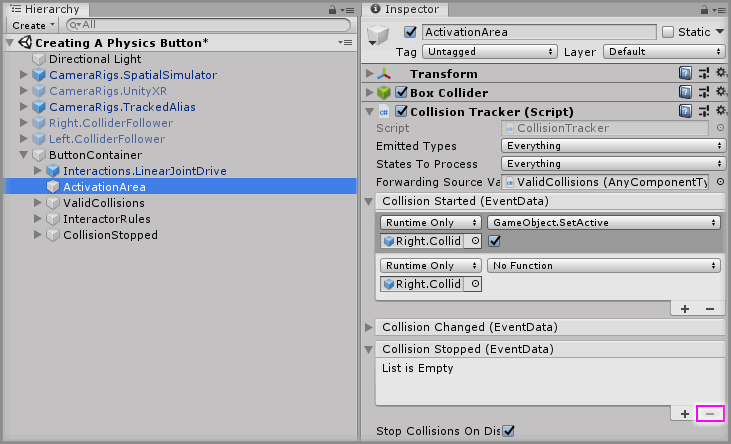 Hierarchy
Create
All
Creating A Physics Button*
Directional Light
CameraRigs.SpatialSimulator
CameraRigs.UnityXR
CameraRigs.TrackedAlias
Right.ColliderFollower
Left.ColliderFollower
ButtonContainer
Interactions.LinearJointDrive
ActivationArea
ValidCollisions
InteractorRules
CollisionStopped
Inspector
ActivationArea Static
Tag Untagged Layer Default
Transform
Box Collider
Collision Tracker (Script)
Script CollisionTracker
Emitted Types Everything
States To Process Everything
Forwarding Source Va ValidCollisions (AnyComponentTy
Collision Started (EventData)
Runtime Only GameObject.SetActive
Right.Collid
Runtime Only No Function
Right.Collid
Collision Changed (EventData)
Collision Stopped (EventData)
List is Empty
Stop Collisions On Dis